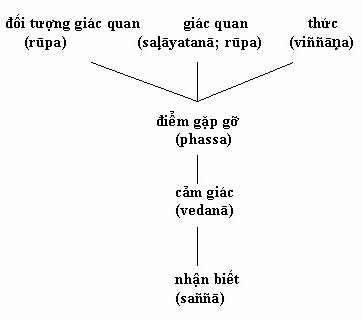 đối tượng giác quan giác quan thức
(rūpa) (saḷāyatanā; rūpa) (viññāṇa)
điểm gặp gỡ
(phassa)
cảm giác
(vedanā)
nhận biết
(saññā)